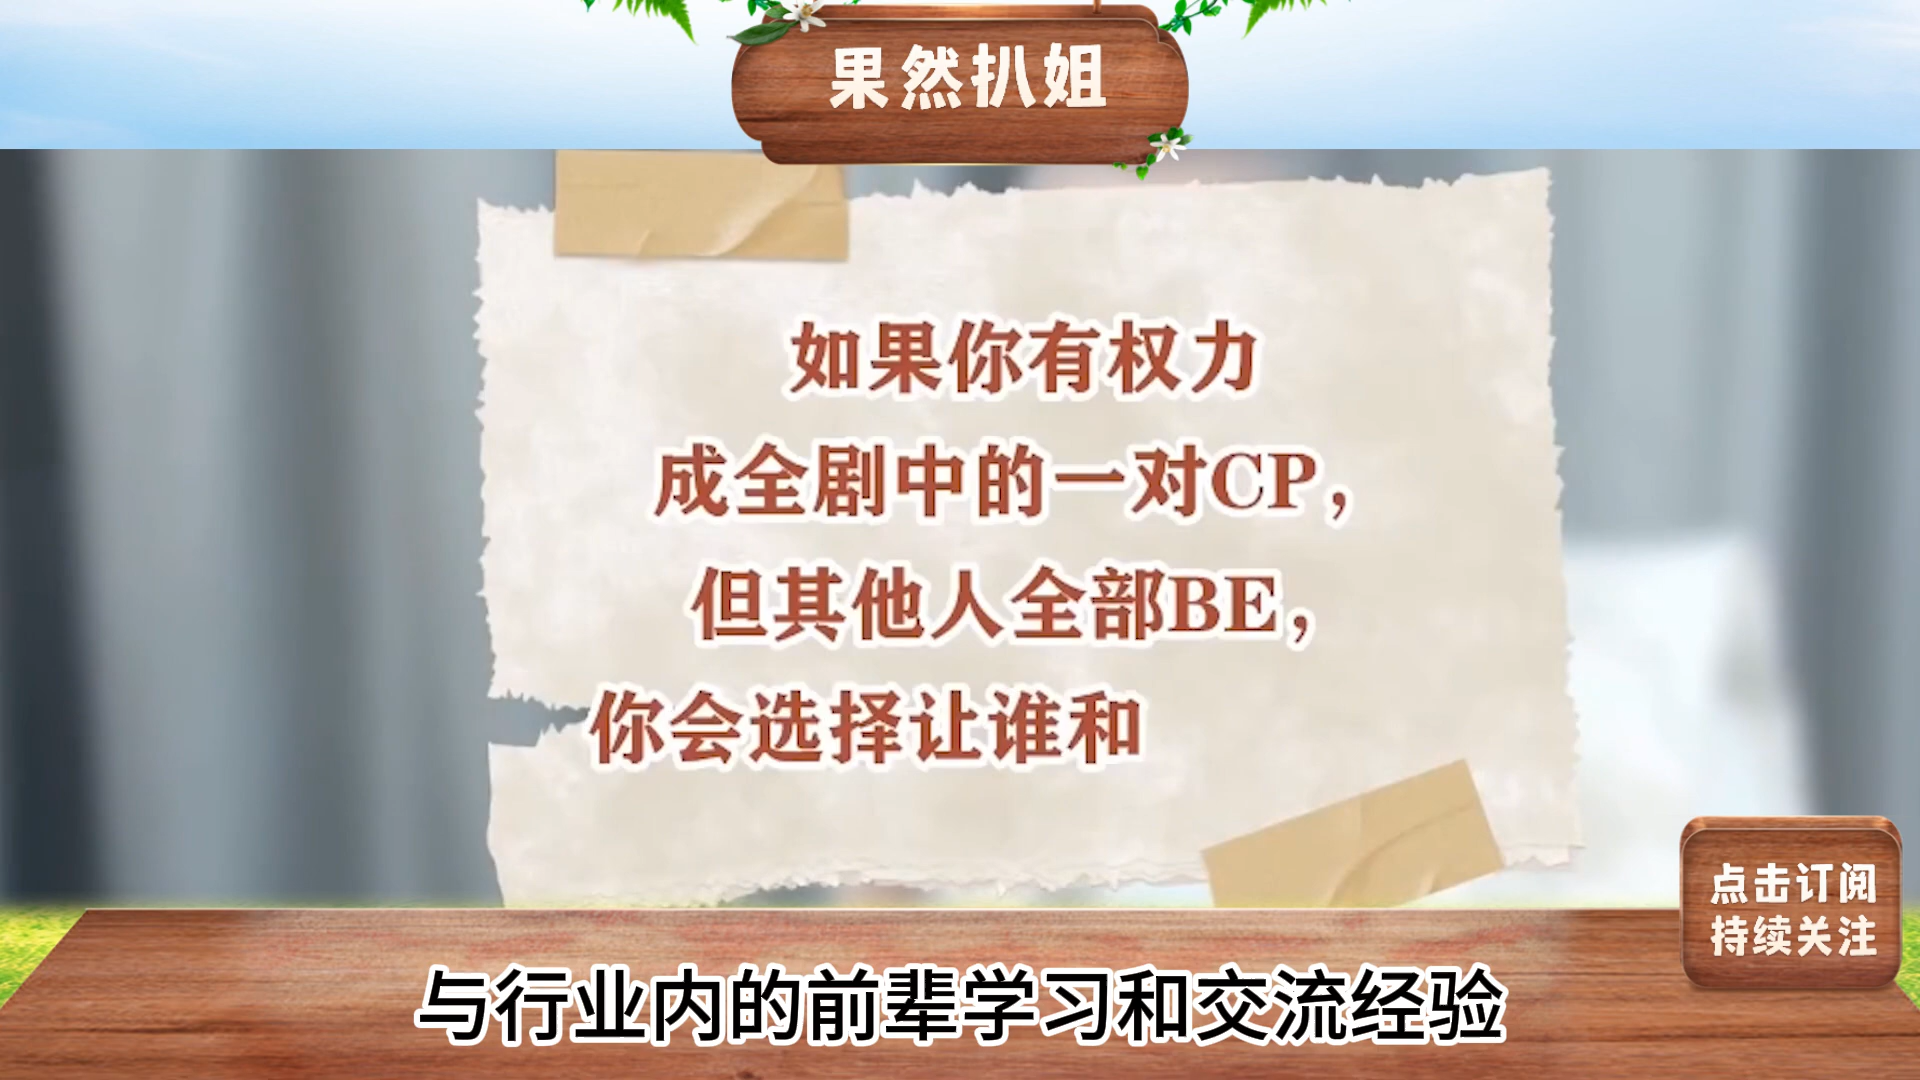 果然扒姐
如果你有权力
成全剧中的一对CP，
但其他人全部BE，
你会选择让谁和
点击订阅
持续关注
与行业内的前辈学习和交流经验